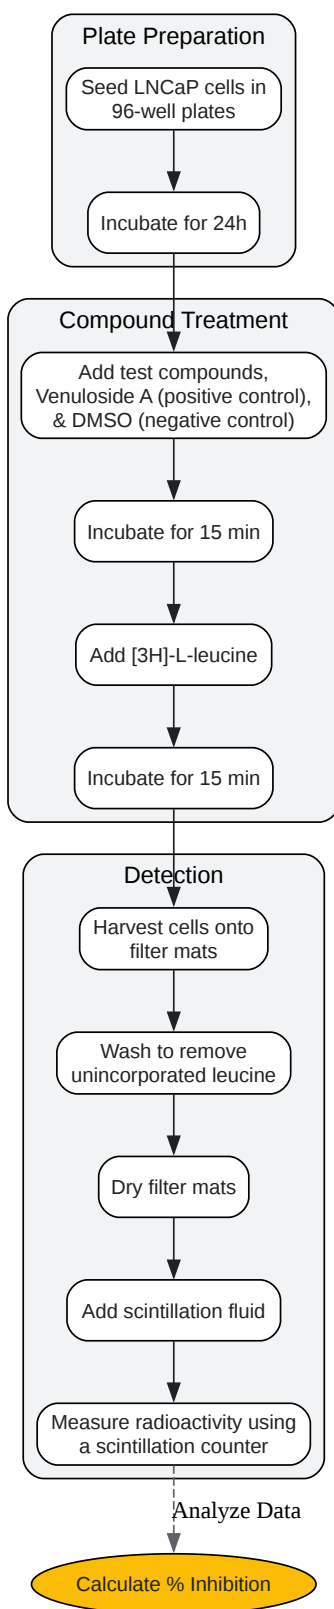 Plate Preparation
Seed LNCaP cells in
96-well plates
Incubate for 24h
Compound Treatment
Add test compounds,
Venuloside A (positive control),
& DMSO (negative control)
Incubate for 15 min
Add [3H]-L-leucine
Incubate for 15 min
Detection
Harvest cells onto
filter mats
Wash to remove
unincorporated leucine
Dry filter mats
Add scintillation fluid
Measure radioactivity using
a scintillation counter
Analyze Data
Calculate % Inhibition